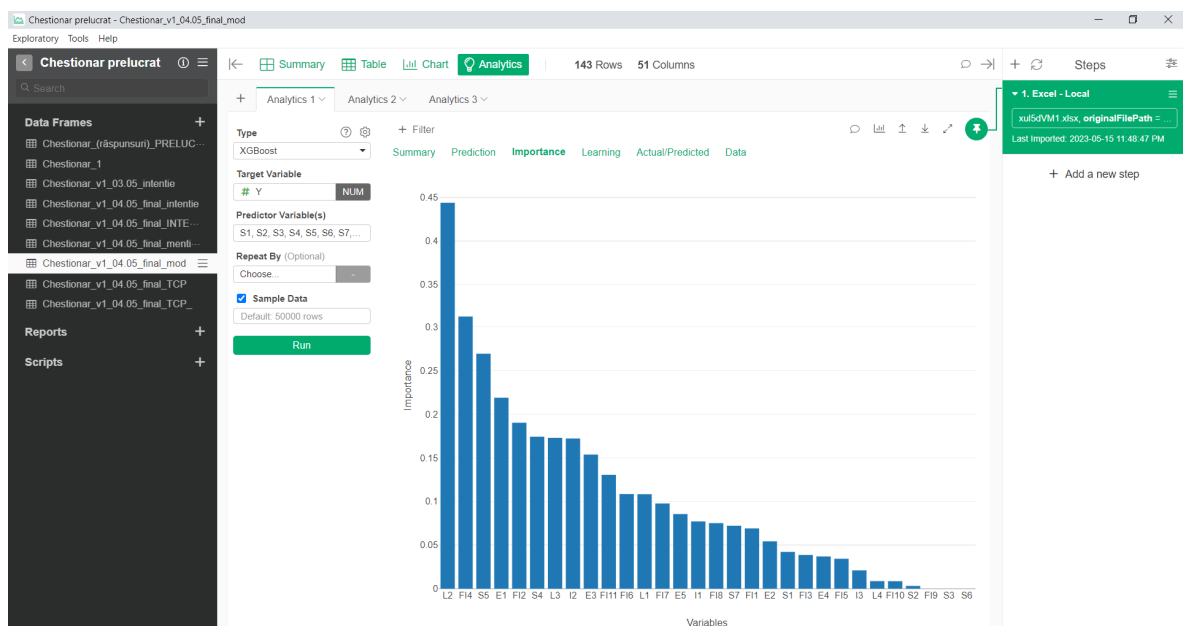 Chestionar prelucrat - Chestionar_v1_04.05_final_mod
Exploratory Tools Help
Chestionar prelucrat
Search
Data Frames
Chestionar_(răspunsuri)_PRELUC...
Chestionar_1
Chestionar_v1_03.05_intentie
Chestionar_v1_04.05_final_intentie
Chestionar_v1_04.05_final_INTE...
Chestionar_v1_04.05_final_menti...
Chestionar_v1_04.05_final_mod
Chestionar_v1_04.05_final_TCP
Chestionar_v1_04.05_final_TCP_
Reports
Scripts
Summary Table Chart Analytics 143 Rows 51 Columns
Analytics 1 Analytics 2 Analytics 3
Type
XGBoost
Target Variable
# Y NUM
Predictor Variable(s)
S1, S2, S3, S4, S5, S6, S7,...
Repeat By (Optional)
Choose... -
Sample Data
Default: 50000 rows
Run
+ Filter
Summary Prediction Importance Learning Actual/Predicted Data
0.45
0.4
0.35
0.3
0.25
0.2
0.15
0.1
0.05
0
Importance
L2 FI4 S5 E1 FI2 S4 L3 I2 E3 FI11 FI6 L1 FI7 E5 I1 FI8 S7 FI1 E2 S1 FI3 E4 FI5 I3 L4 FI10 S2 FI9 S3 S6
Variables
Steps
1. Excel - Local
xul5dVM1.xlsx, originalFilePath = ...
Last Imported: 2023-05-15 11:48:47 PM
+ Add a new step